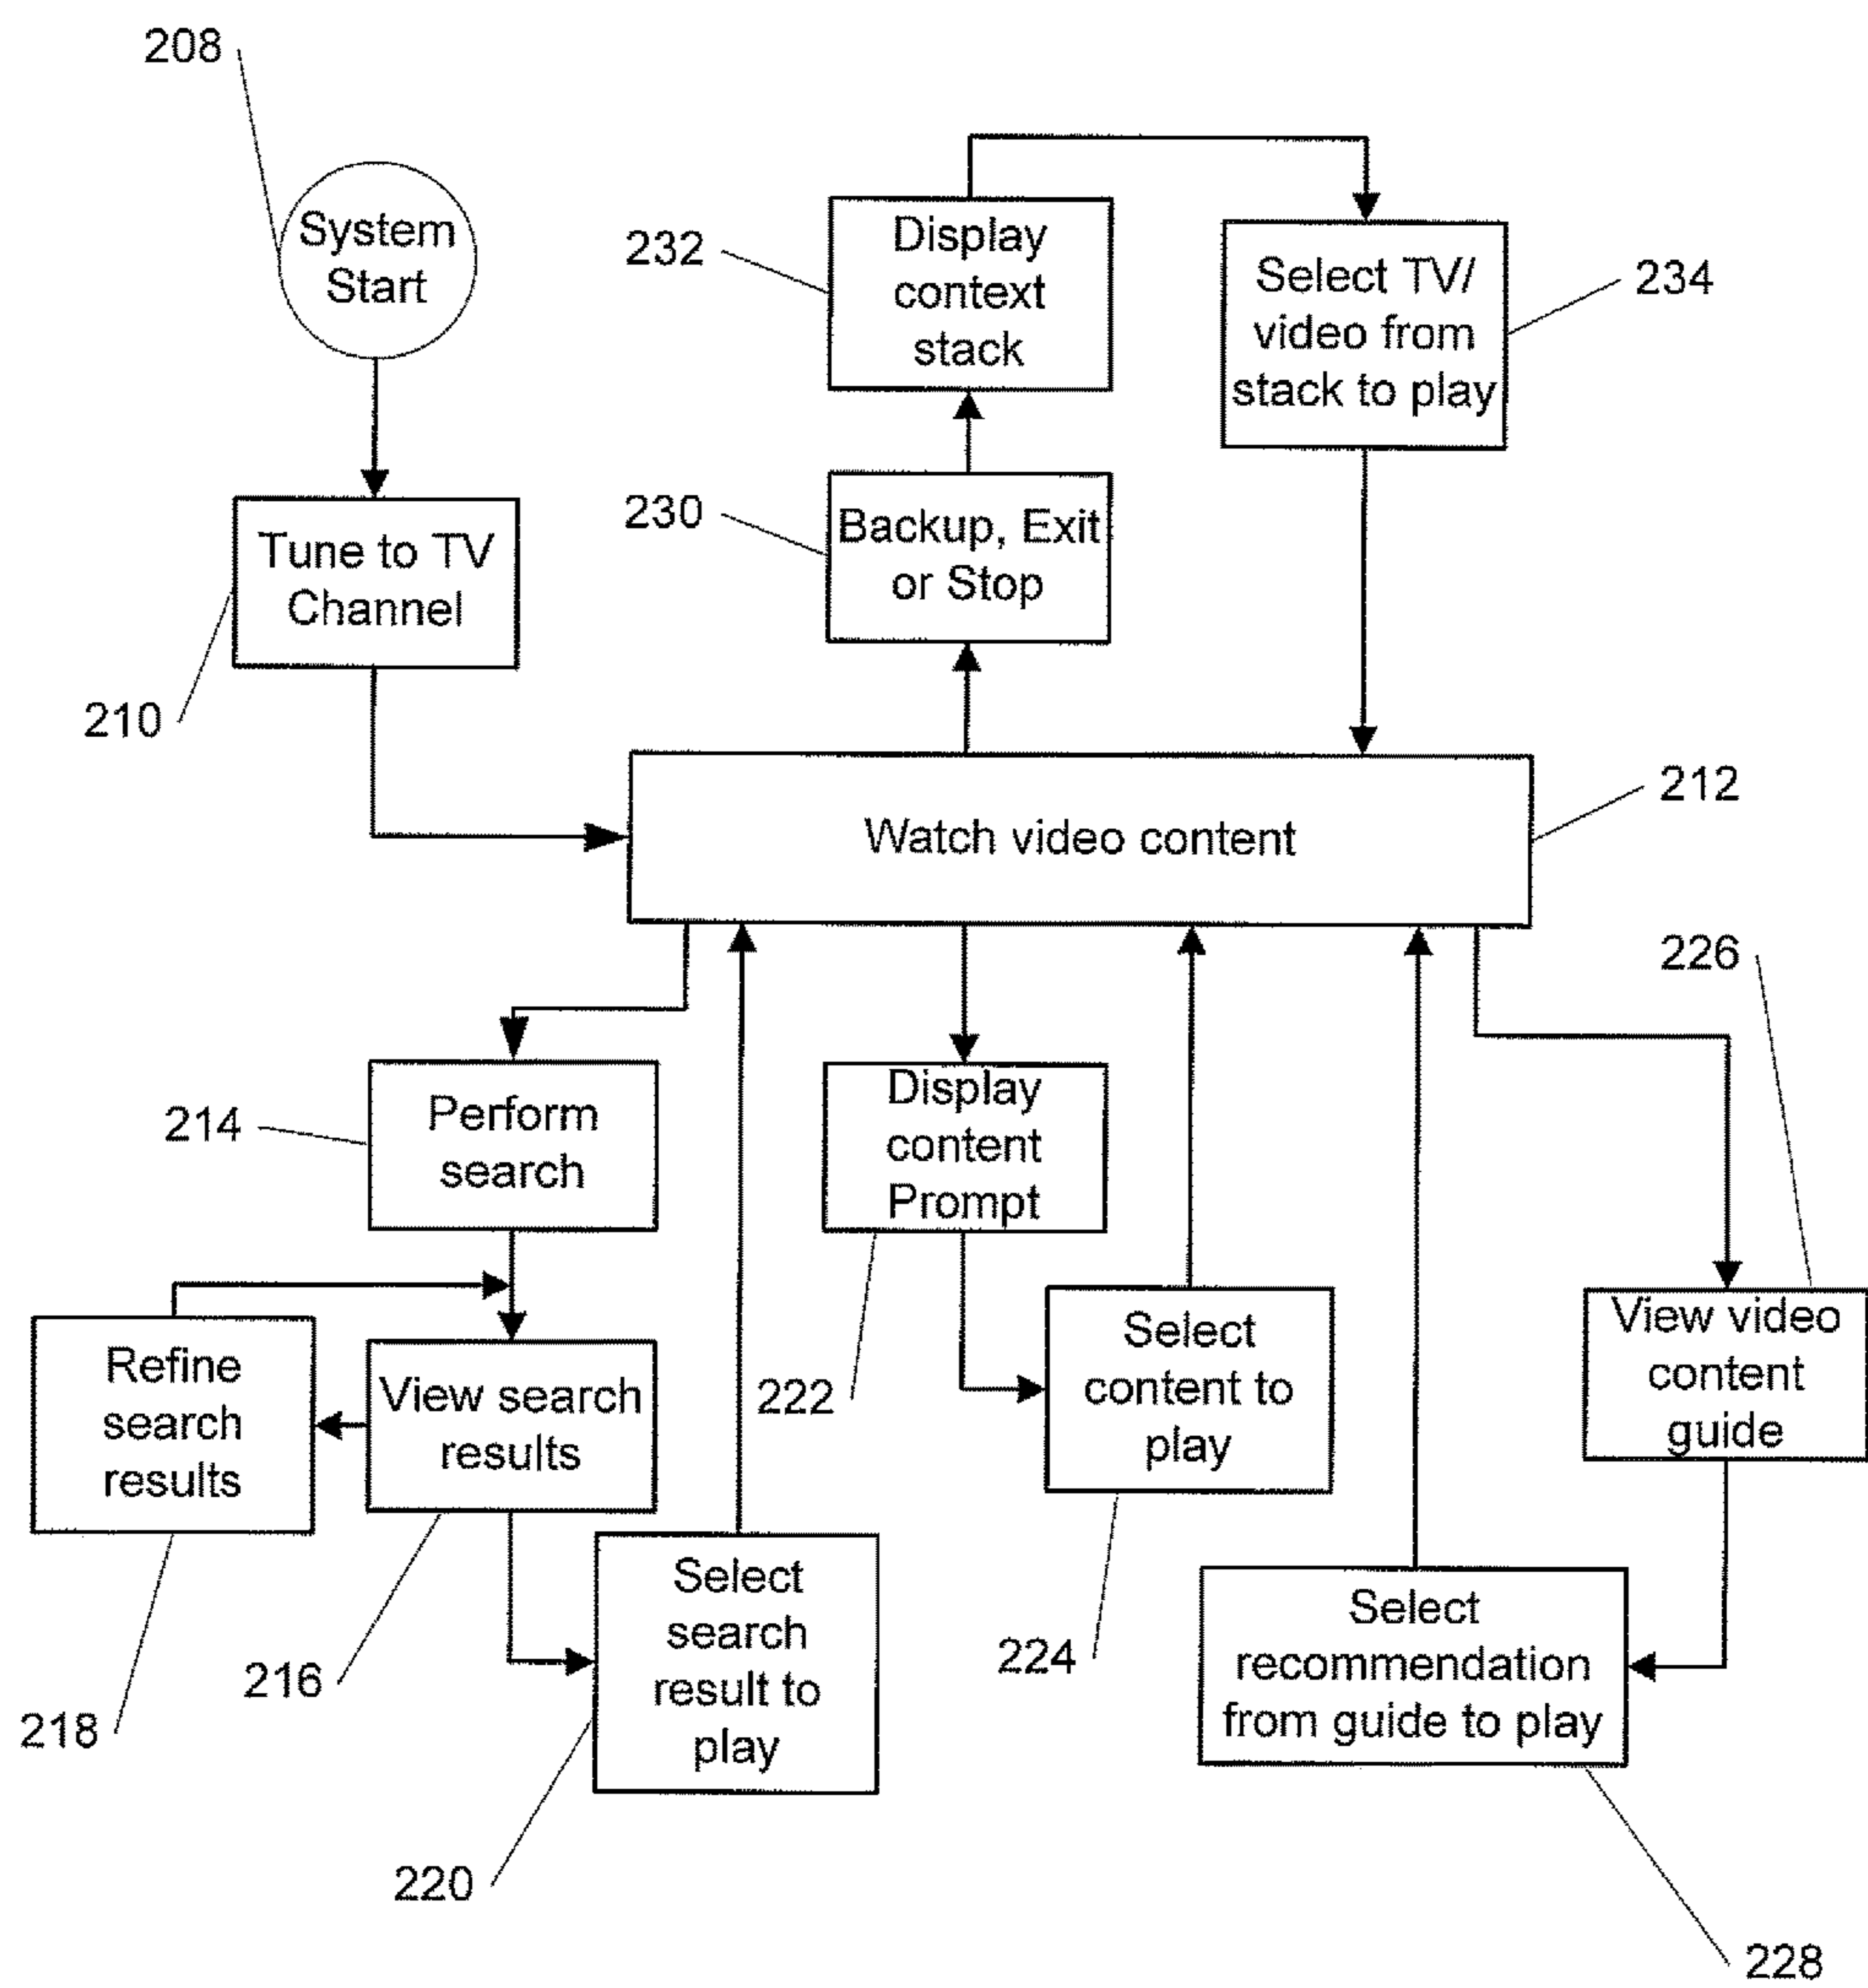 208
System
Start
232
Display
context
stack
Select TV/
video from
stack to play
234
230
Backup, Exit
or Stop
Tune to TV
Channel
210
212
Watch video content
226
214
Perform
search
Display
content
Prompt
222
Select
content to
play
224
View video
content
guide
Refine
search
results
218
View search
results
216
Select
search
result to
play
220
Select
recommendation
from guide to play
228